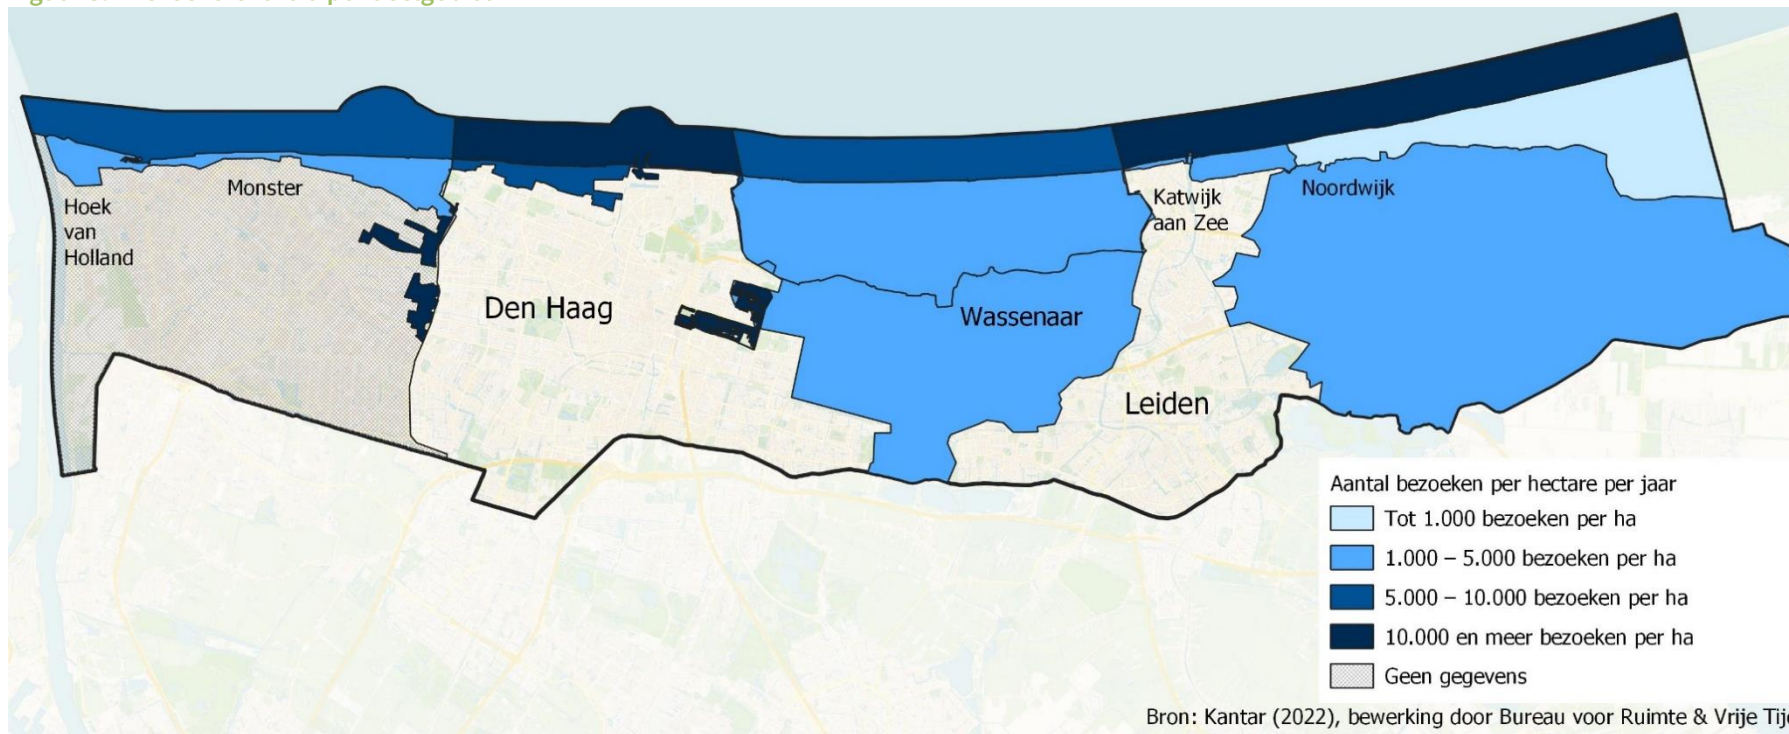 Monster
Hoek
van
Holland
Den Haag
Wassenaar
Katwijk
aan Zee
Noordwijk
Leiden
Aantal bezoeken per hectare per jaar
Tot 1.000 bezoeken per ha
1.000 – 5.000 bezoeken per ha
5.000 – 10.000 bezoeken per ha
10.000 en meer bezoeken per ha
Geen gegevens
Bron: Kantar (2022), bewerking door Bureau voor Ruimte & Vrije